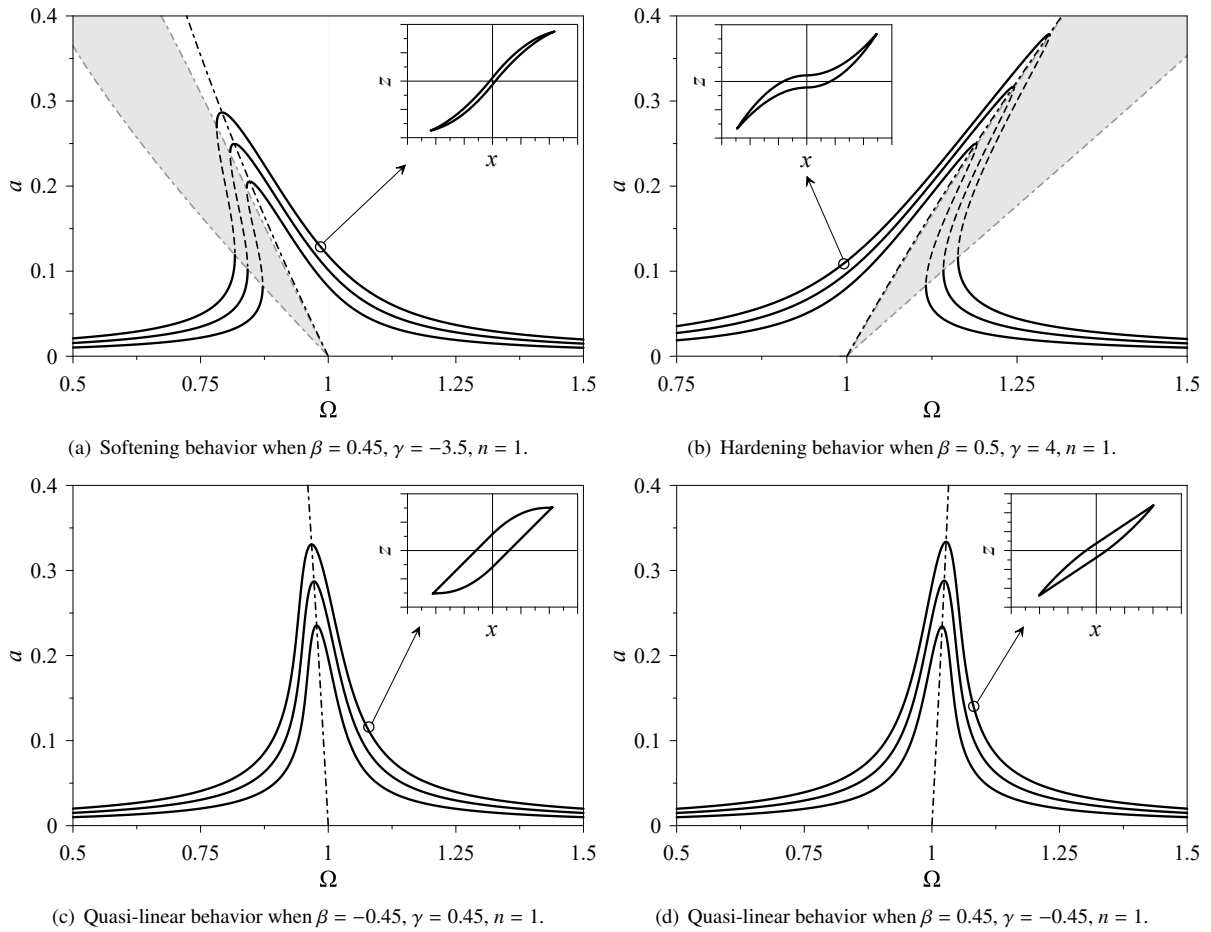 0.4
0.3
0.2
0.1
0
a
0.5
0.75
1
1.25
1.5
Ω
z
x
0.4
0.3
0.2
0.1
0
a
0.75
1
1.25
1.5
Ω
z
x
(a) Softening behavior when β = 0.45, γ = −3.5, n = 1.
(b) Hardening behavior when β = 0.5, γ = 4, n = 1.
0.4
0.3
0.2
0.1
0
a
0.5
0.75
1
1.25
1.5
Ω
z
x
0.4
0.3
0.2
0.1
0
a
0.5
0.75
1
1.25
1.5
Ω
z
x
(c) Quasi-linear behavior when β = −0.45, γ = 0.45, n = 1.
(d) Quasi-linear behavior when β = 0.45, γ = −0.45, n = 1.